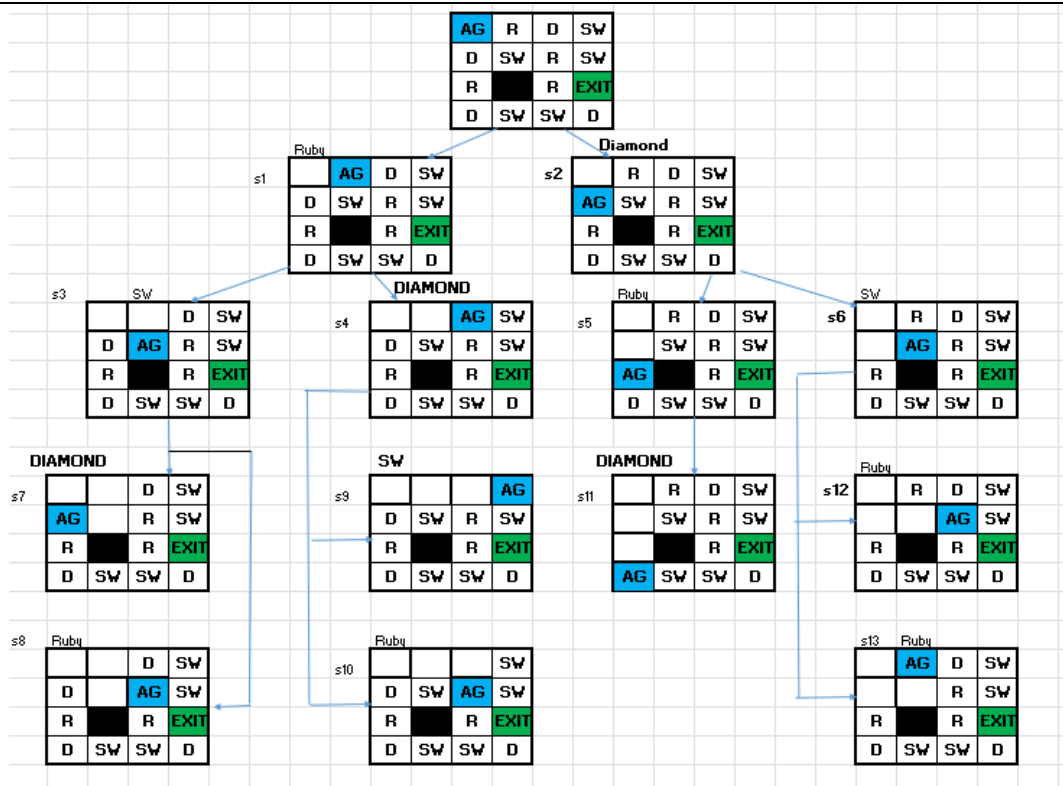 AG R D SW
D SW R SW
R R EXIT
D SW SW D
Ruby
Diamond
s1
AG D SW
D SW R SW
R R EXIT
D SW SW D
s2
R D SW
AG SW R SW
R R EXIT
D SW SW D
s3
SW
D SW
D AG R SW
R R EXIT
D SW SW D
DIAMOND
s4
AG SW
D SW R SW
R R EXIT
D SW SW D
Ruby
s5
R D SW
SW R SW
AG R EXIT
D SW SW D
SW
s6
R D SW
AG R SW
R R EXIT
D SW SW D
DIAMOND
s7
D SW
AG R SW
R R EXIT
D SW SW D
SW
s9
AG
D SW R SW
R R EXIT
D SW SW D
DIAMOND
s11
R D SW
SW R SW
R EXIT
AG SW SW D
Ruby
s12
R D SW
AG SW
R R EXIT
D SW SW D
s8
Ruby
D SW
D AG SW
R R EXIT
D SW SW D
Ruby
s10
SW
D SW AG SW
R R EXIT
D SW SW D
s13
Ruby
AG D SW
R SW
R R EXIT
D SW SW D